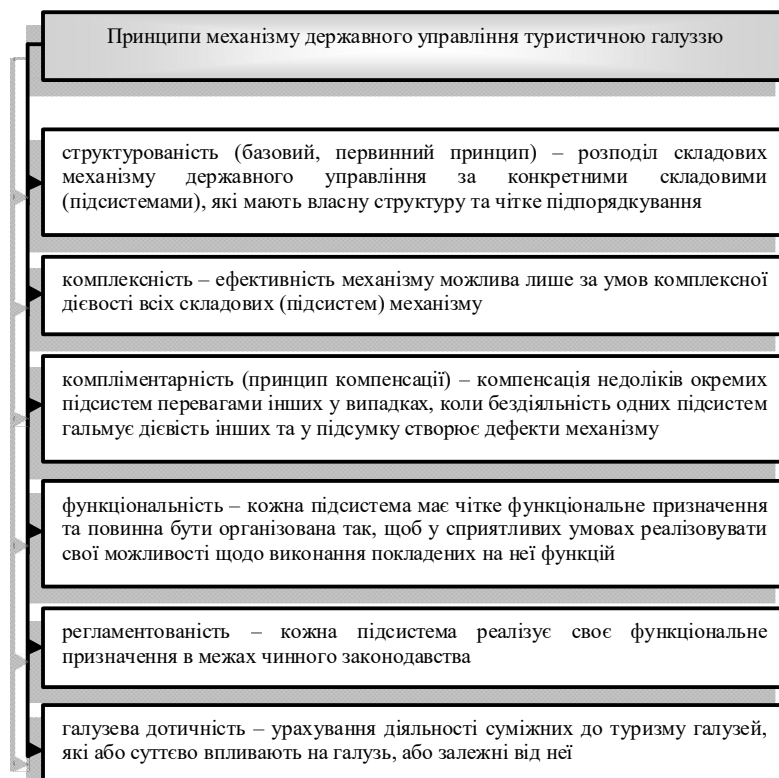 Принципи механізму державного управління туристичною галуззю
структурованість (базовий, первинний принцип) – розподіл складових
механізму державного управління за конкретними складовими
(підсистемами), які мають власну структуру та чітке підпорядкування
комплексність – ефективність механізму можлива лише за умов комплексної
дієвості всіх складових (підсистем) механізму
компліментарність (принцип компенсації) – компенсація недоліків окремих
підсистем перевагами інших у випадках, коли бездіяльність одних підсистем
гальмує дієвість інших та у підсумку створює дефекти механізму
функціональність – кожна підсистема має чітке функціональне призначення
та повинна бути організована так, щоб у сприятливих умовах реалізовувати
свої можливості щодо виконання покладених на неї функцій
регламентованість – кожна підсистема реалізує своє функціональне
призначення в межах чинного законодавства
галузева дотичність – урахування діяльності суміжних до туризму галузей,
які або суттєво впливають на галузь, або залежні від неї